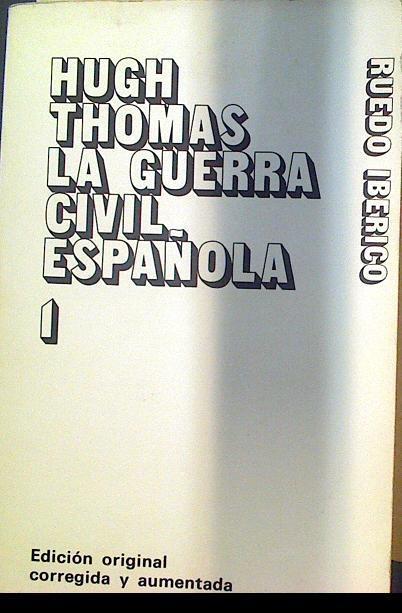 HUGH
THOMAS
LA GUERRA
CIVIL
ESPAÑOLA
1
RUEDO IBERICO
Edición original
corregida y aumentada